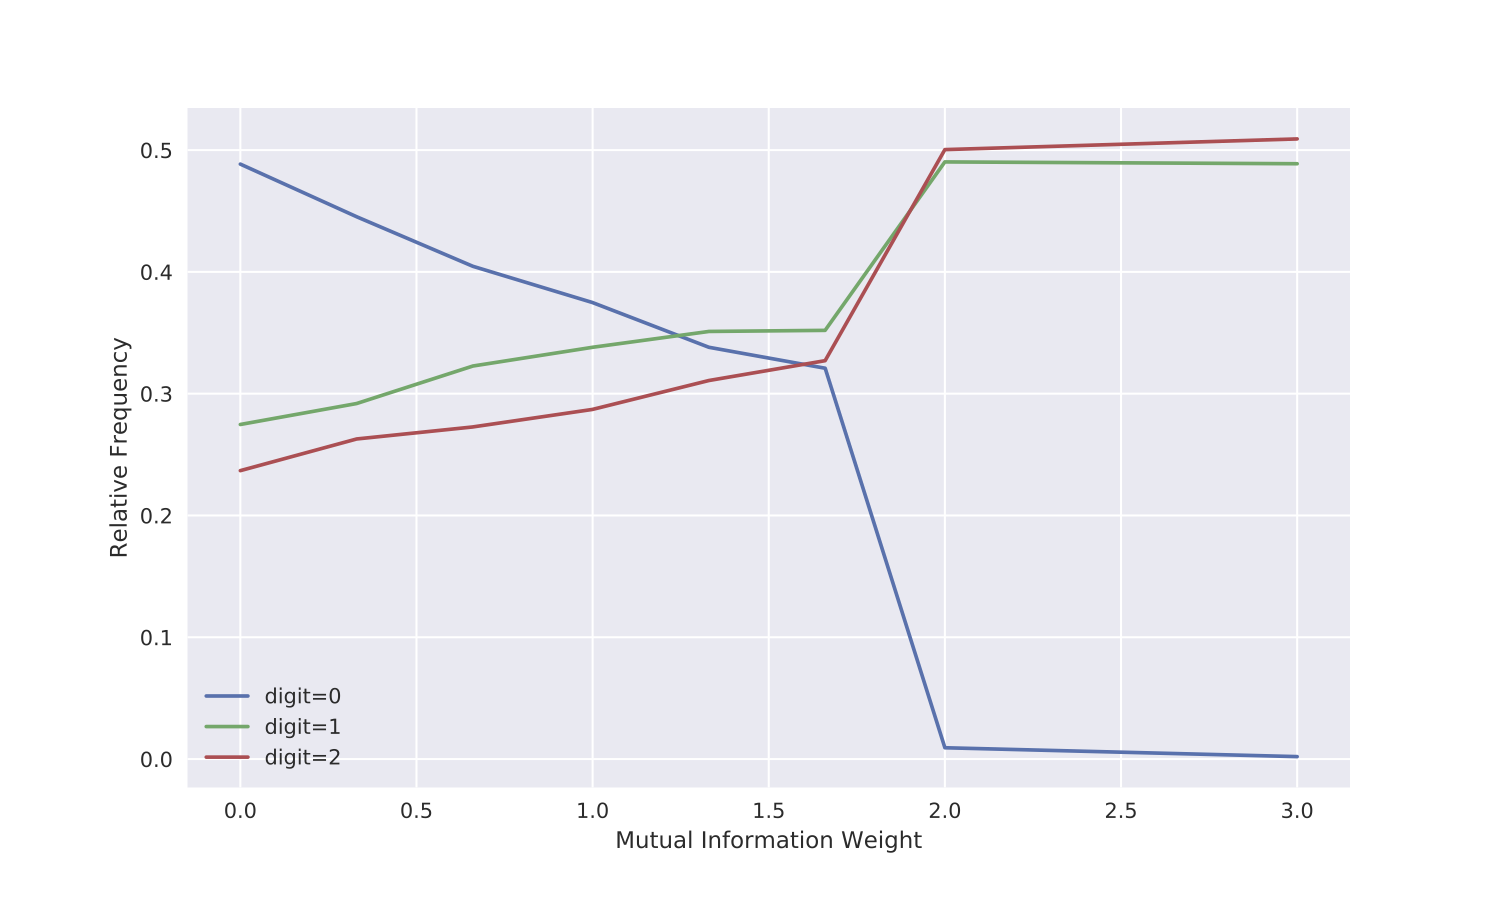 0.5
0.4
0.3
0.2
0.1
0.0
Relative Frequency
digit=0
digit=1
digit=2
0.0 0.5 1.0 1.5 2.0 2.5 3.0
Mutual Information Weight